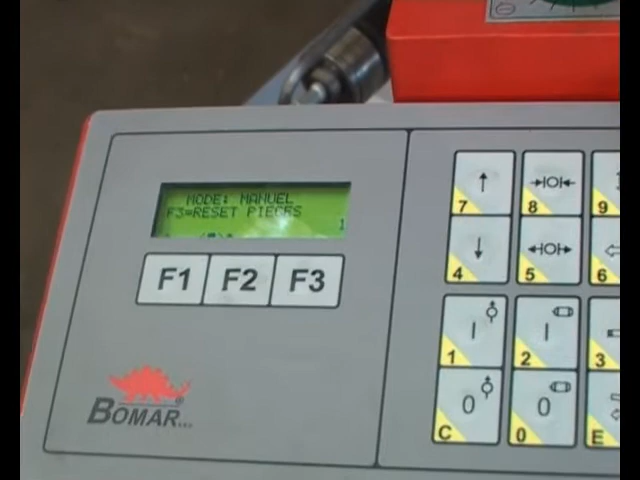 MODE: MANUEL
F3=RESET PIECES
1
F1 F2 F3
BOMAR...
7 8 9
4 5 6
1 2 3
C 0 E